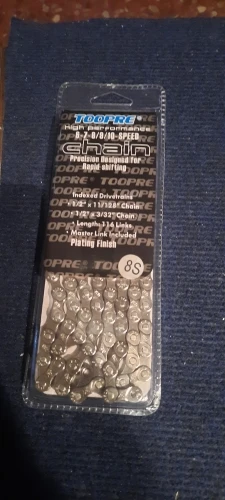 TOOPRE
High performance
6-7-8/9/10-SPEED
chain
Precision Designed For
Rapid shifting
Indexed Drivetrains
1/2" x 11/128" Chain
1/2" x 3/32" Chain
• Length: 116 Links
• Master Link Included
Plating Finish
8S